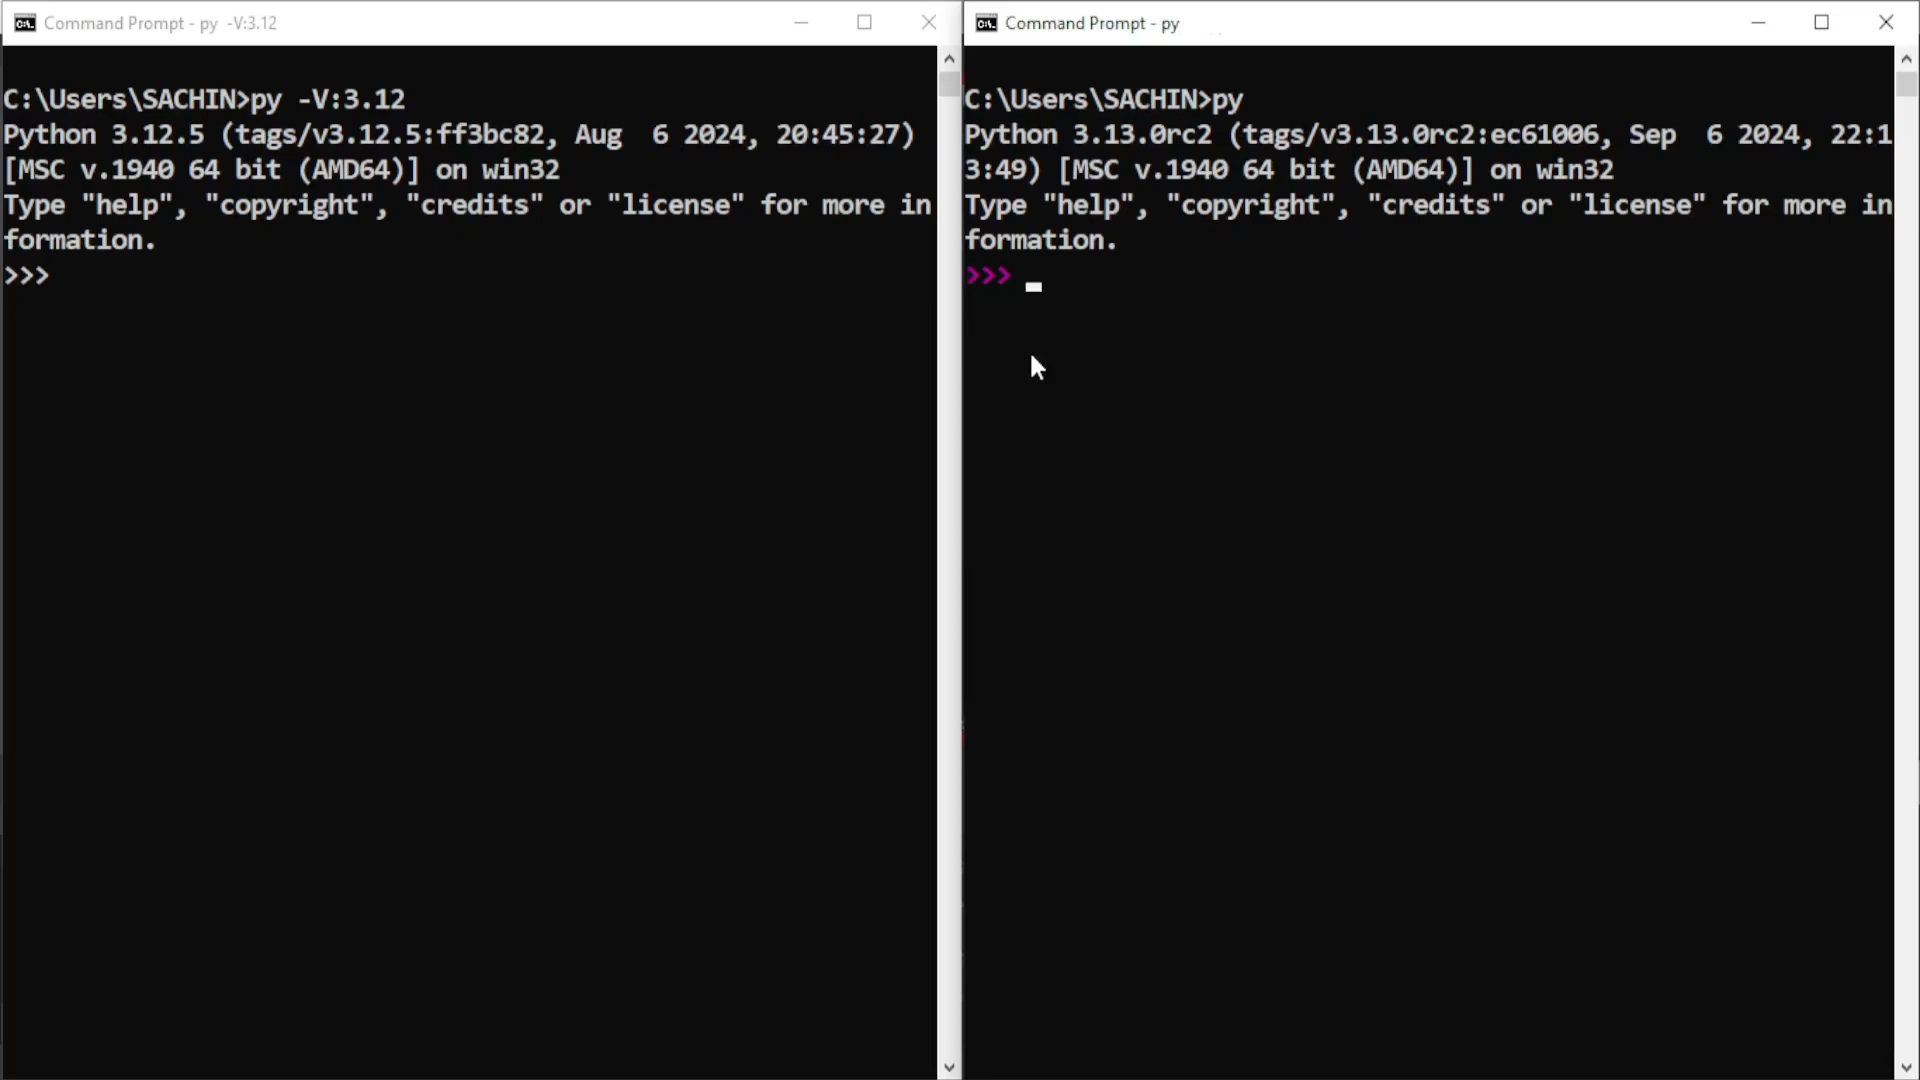 Command Prompt - py  -V:3.12
C:\Users\SACHIN>py -V:3.12
Python 3.12.5 (tags/v3.12.5:ff3bc82, Aug  6 2024, 20:45:27)
[MSC v.1940 64 bit (AMD64)] on win32
Type "help", "copyright", "credits" or "license" for more in
formation.
>>>
Command Prompt - py
C:\Users\SACHIN>py
Python 3.13.0rc2 (tags/v3.13.0rc2:ec61006, Sep  6 2024, 22:1
3:49) [MSC v.1940 64 bit (AMD64)] on win32
Type "help", "copyright", "credits" or "license" for more in
formation.
>>>